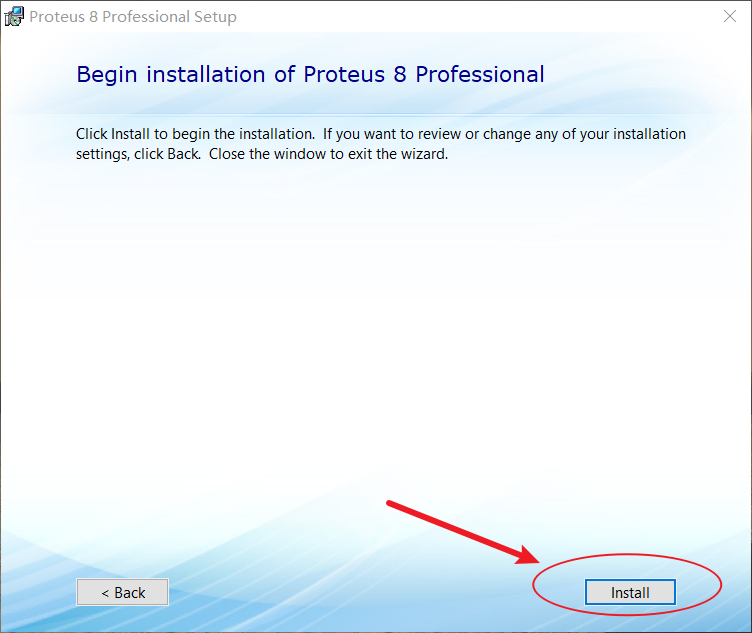 Proteus 8 Professional Setup
Begin installation of Proteus 8 Professional
Click Install to begin the installation.  If you want to review or change any of your installation
settings, click Back.  Close the window to exit the wizard.
< Back
Install